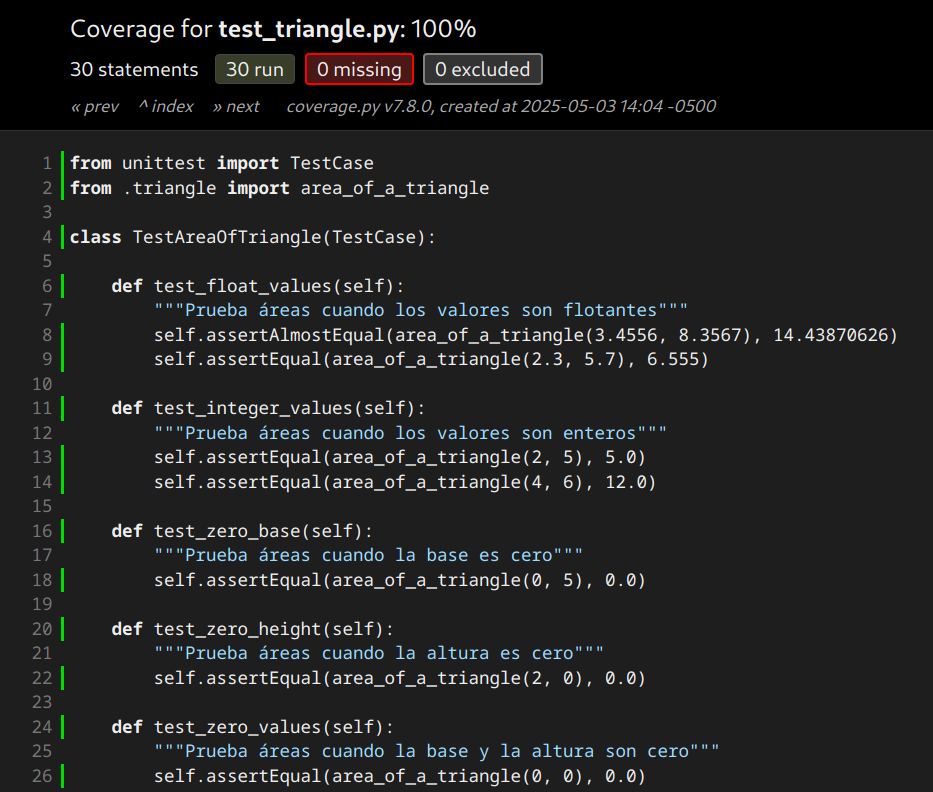 Coverage for test_triangle.py: 100%
30 statements 30 run 0 missing 0 excluded
« prev ^ index » next coverage.py v7.8.0, created at 2025-05-03 14:04 -0500
1 from unittest import TestCase
2 from .triangle import area_of_a_triangle
3
4 class TestAreaOfTriangle(TestCase):
5
6 def test_float_values(self):
7 """Prueba áreas cuando los valores son flotantes"""
8 self.assertAlmostEqual(area_of_a_triangle(3.4556, 8.3567), 14.43870626)
9 self.assertEqual(area_of_a_triangle(2.3, 5.7), 6.555)
10
11 def test_integer_values(self):
12 """Prueba áreas cuando los valores son enteros"""
13 self.assertEqual(area_of_a_triangle(2, 5), 5.0)
14 self.assertEqual(area_of_a_triangle(4, 6), 12.0)
15
16 def test_zero_base(self):
17 """Prueba áreas cuando la base es cero"""
18 self.assertEqual(area_of_a_triangle(0, 5), 0.0)
19
20 def test_zero_height(self):
21 """Prueba áreas cuando la altura es cero"""
22 self.assertEqual(area_of_a_triangle(2, 0), 0.0)
23
24 def test_zero_values(self):
25 """Prueba áreas cuando la base y la altura son cero"""
26 self.assertEqual(area_of_a_triangle(0, 0), 0.0)